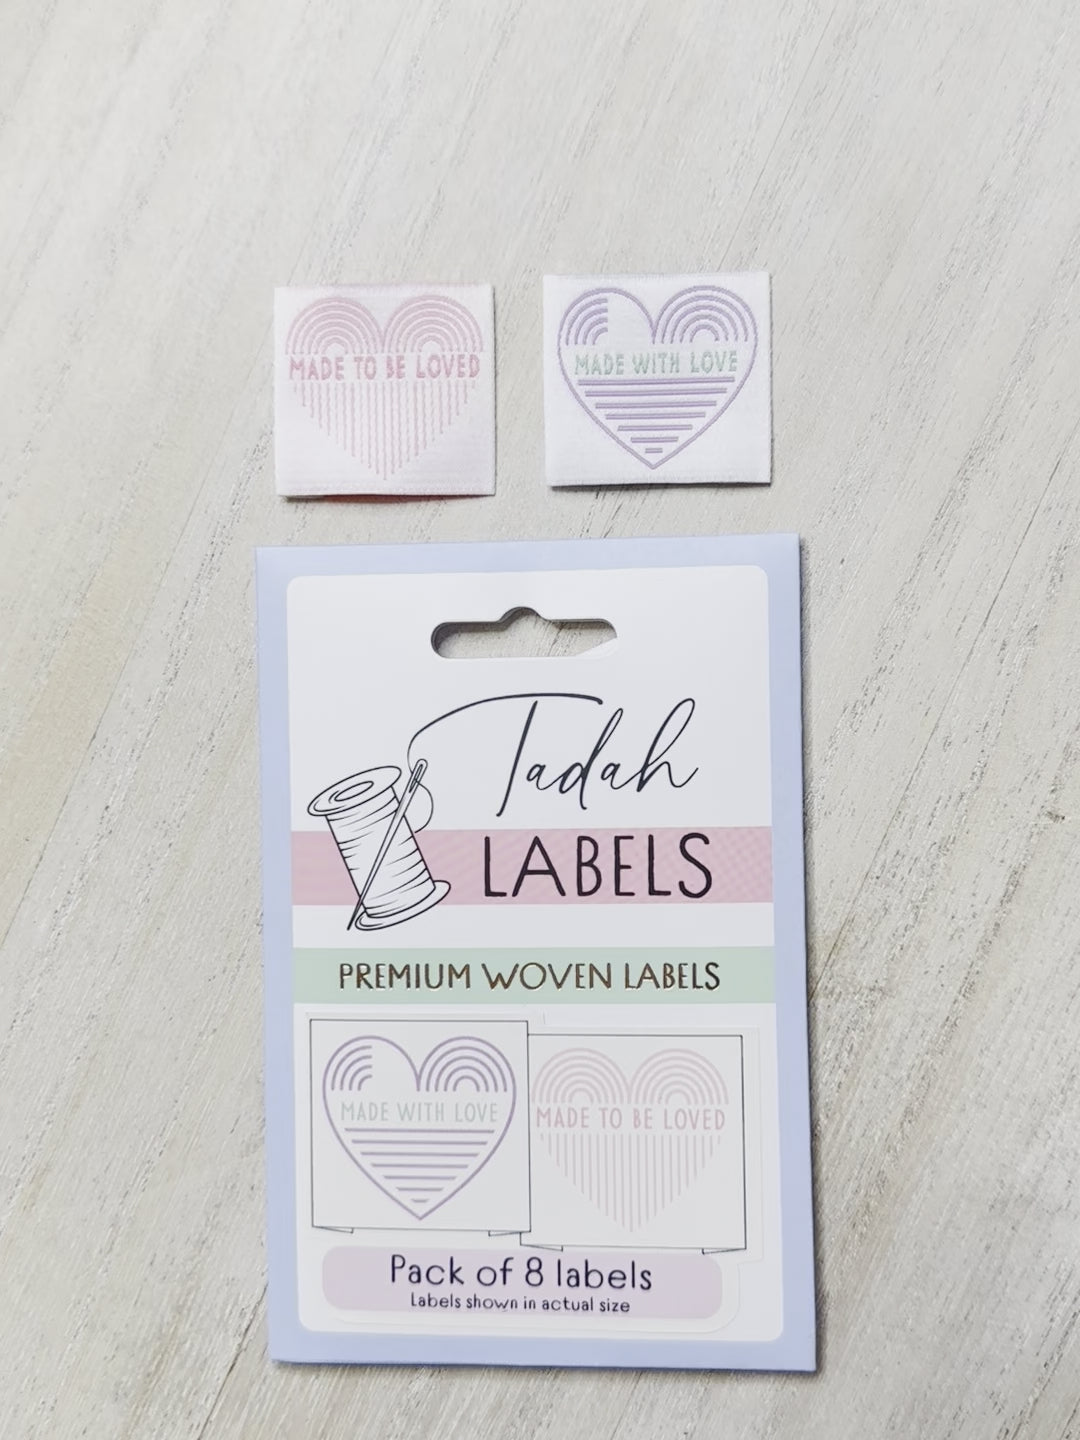 MADE TO BE LOVED
MADE WITH LOVE
Tadah
LABELS
PREMIUM WOVEN LABELS
MADE WITH LOVE
MADE TO BE LOVED
Pack of 8 labels
Labels shown in actual size